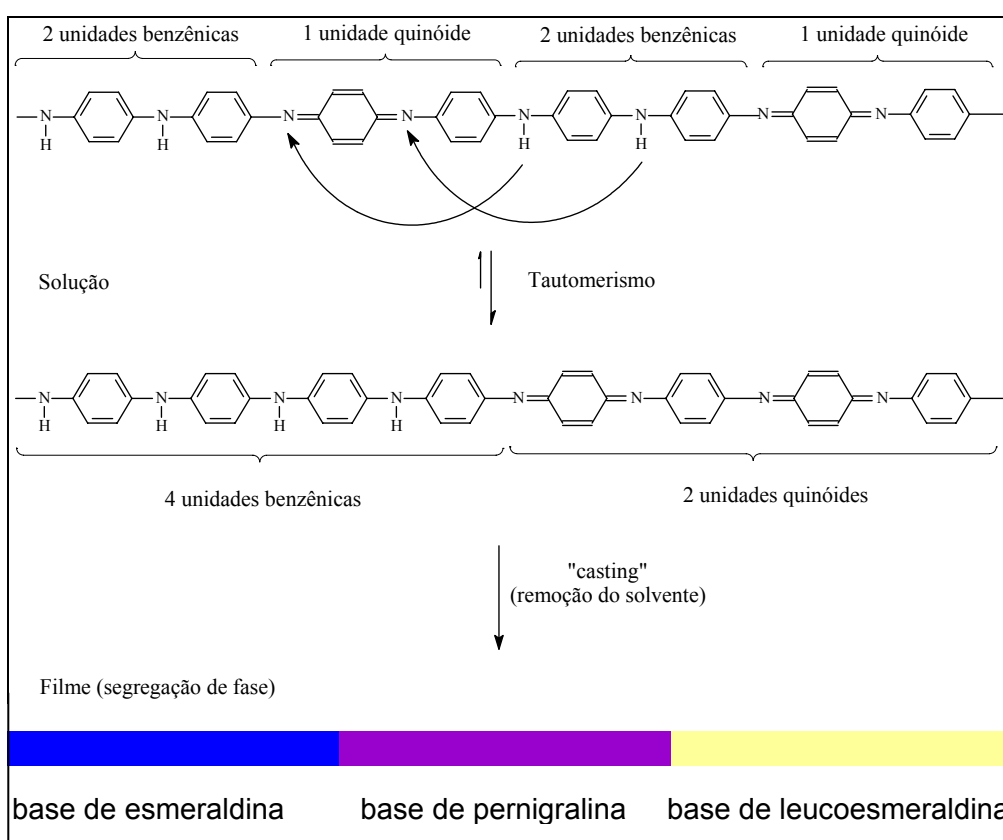 2 unidades benzênicas 1 unidade quinóide 2 unidades benzênicas 1 unidade quinóide
N N N N N N N N
H H H H
Solução Tautomerismo
N N N N N N N N
H H H H
4 unidades benzênicas 2 unidades quinóides
"casting"
(remoção do solvente)
Filme (segregação de fase)
base de esmeraldina base de pernigralina base de leucoesmeraldina